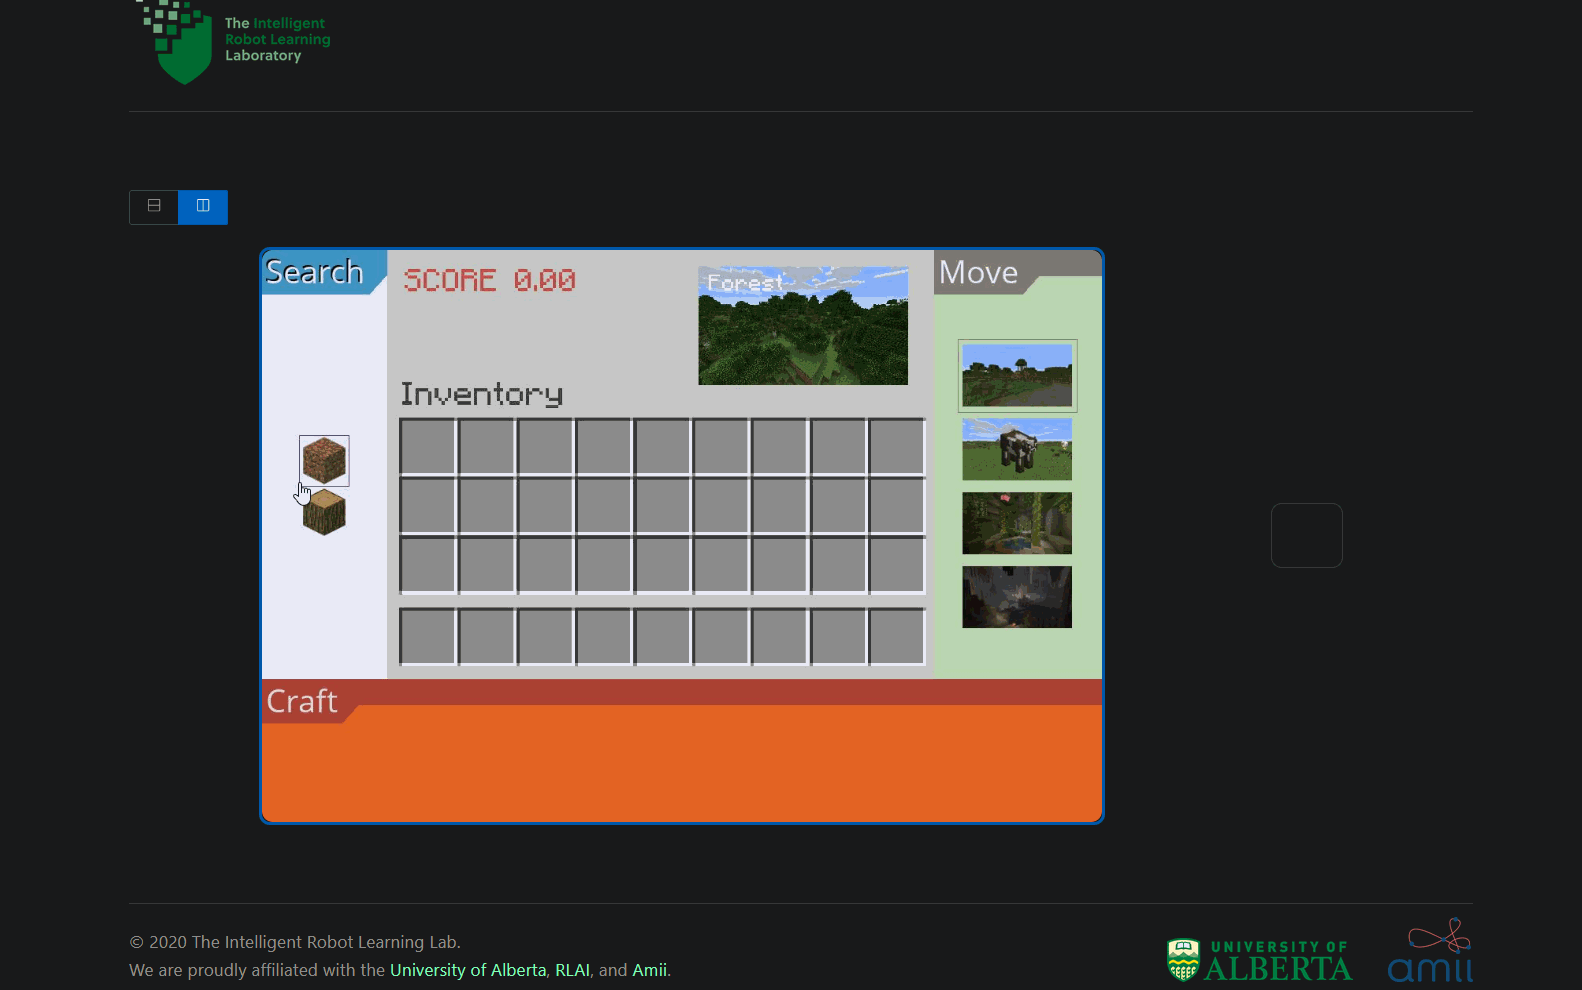 The Intelligent
Robot Learning
Laboratory
Search
SCORE 0.00
Forest
Move
Inventory
Craft
© 2020 The Intelligent Robot Learning Lab.
We are proudly affiliated with the University of Alberta, RLAI, and Amii.
UNIVERSITY OF
ALBERTA
amii